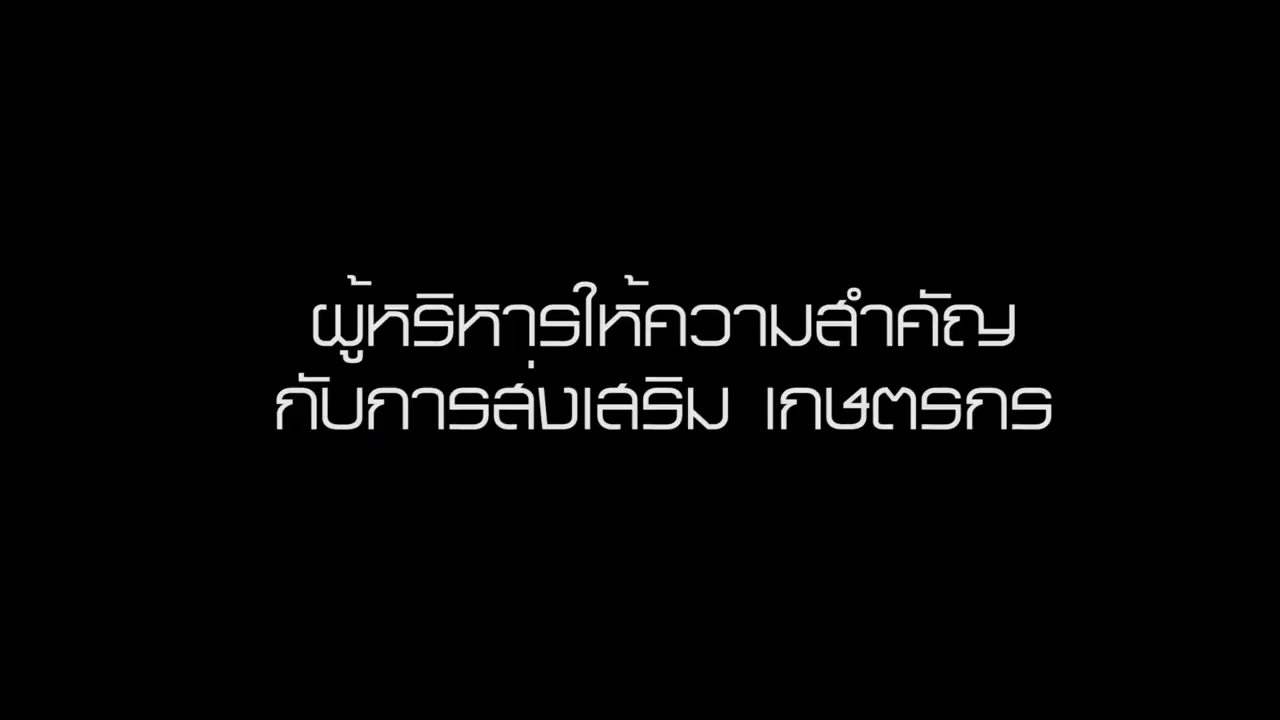 ผู้หริหารให้ความสำคัญ
กับการส่งเสริม เกษตรกร